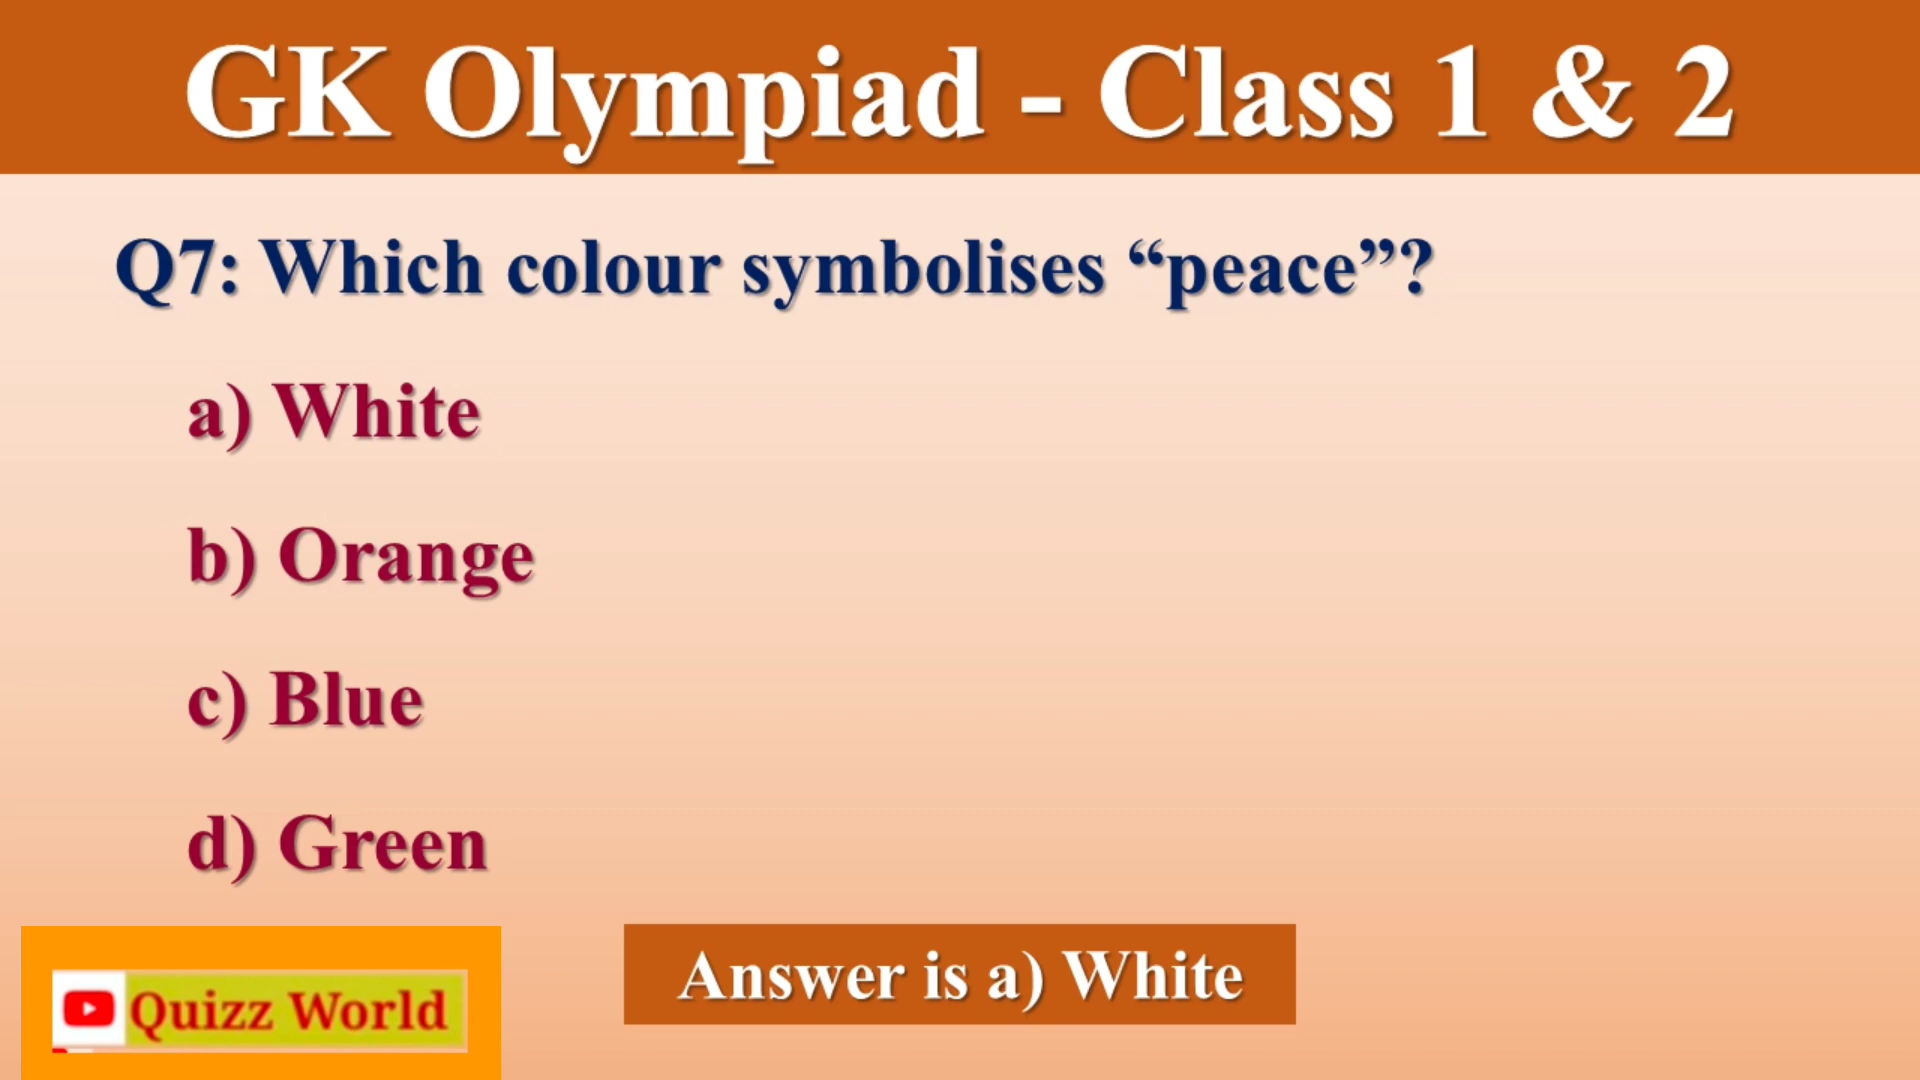 GK Olympiad - Class 1 & 2
Q7: Which colour symbolises “peace”?
a) White
b) Orange
c) Blue
d) Green
Answer is a) White
Quizz World